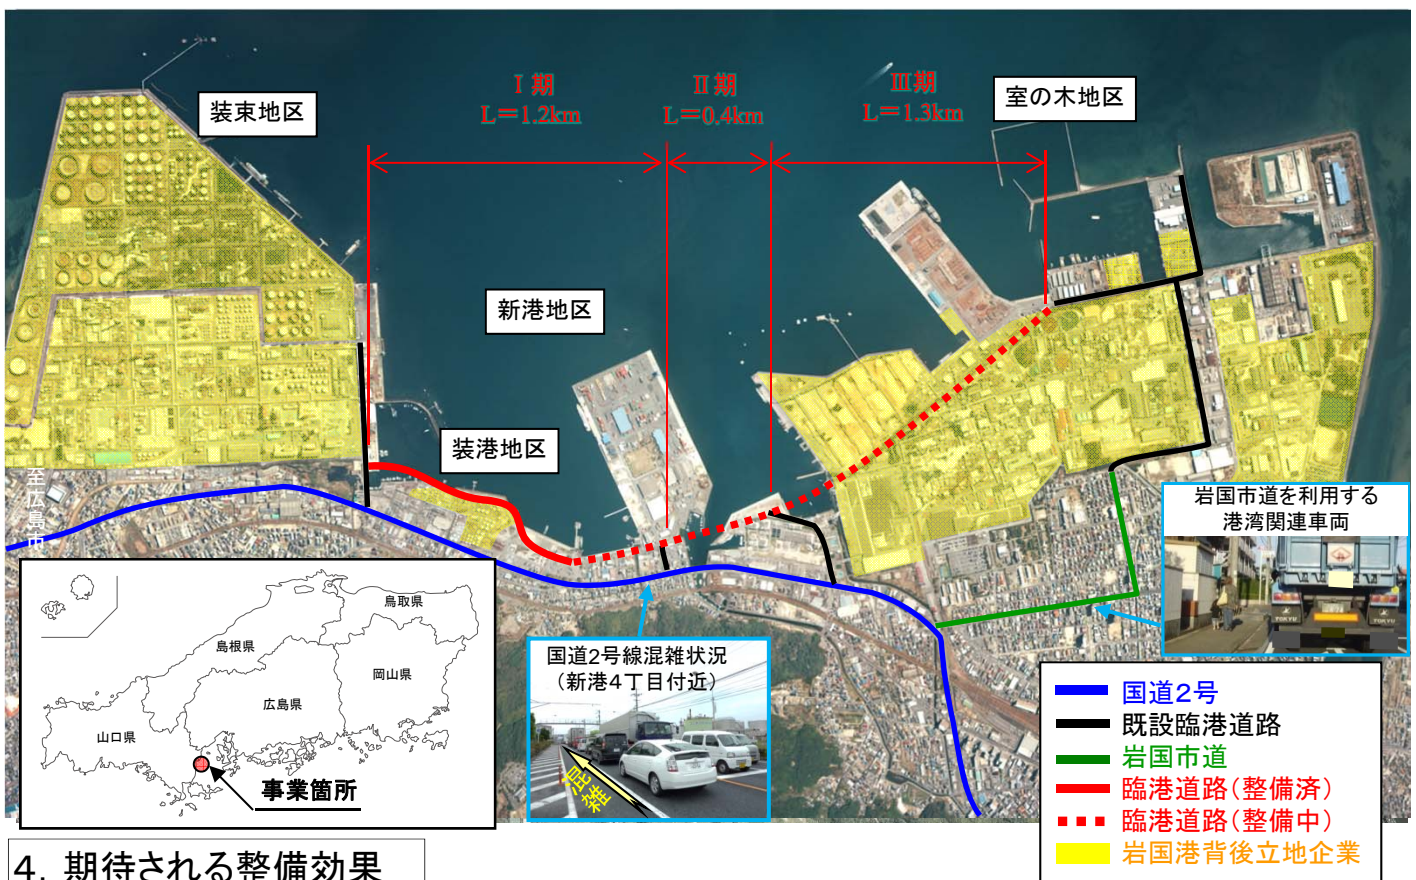 Ⅰ期
L＝1.2km
Ⅱ期
L＝0.4km
Ⅲ期
L＝1.3km
装束地区
室の木地区
新港地区
装港地区
至広島市
岩国市道を利用する
港湾関連車両
TOKYU
TOKYU
国道2号線混雑状況
（新港4丁目付近）
混雑
鳥取県
島根県
岡山県
広島県
山口県
事業箇所
国道2号
既設臨港道路
岩国市道
臨港道路（整備済）
臨港道路（整備中）
岩国港背後立地企業
4．期待される整備効果